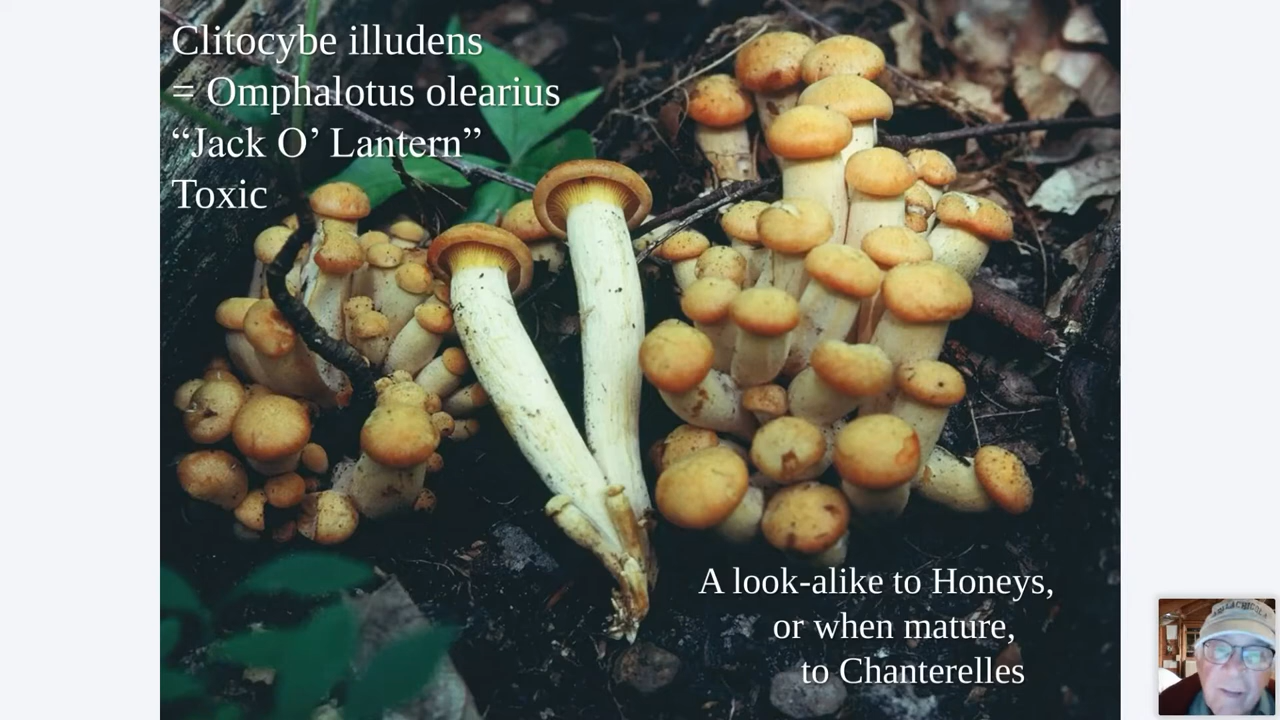 Clitocybe illudens
= Omphalotus olearius
“Jack O’ Lantern”
Toxic
A look-alike to Honeys,
or when mature,
to Chanterelles